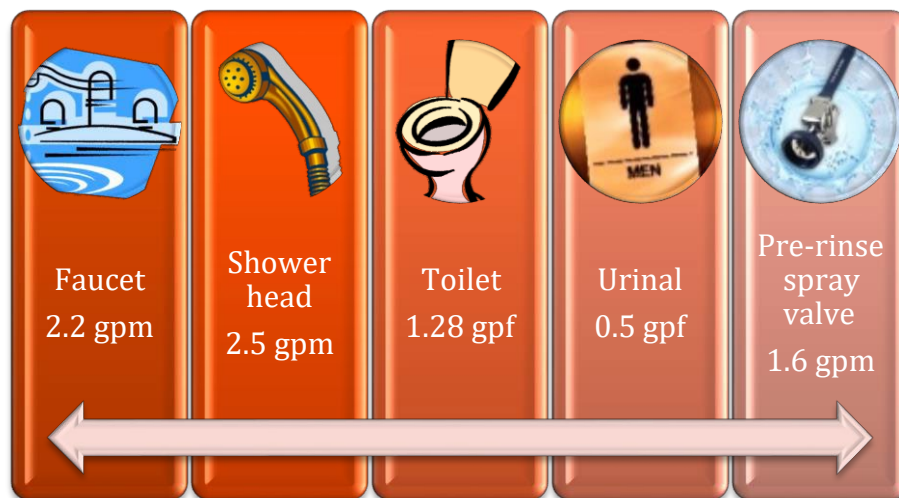 Faucet
2.2 gpm
Shower
head
2.5 gpm
Toilet
1.28 gpf
MEN
Urinal
0.5 gpf
Pre-rinse
spray
valve
1.6 gpm